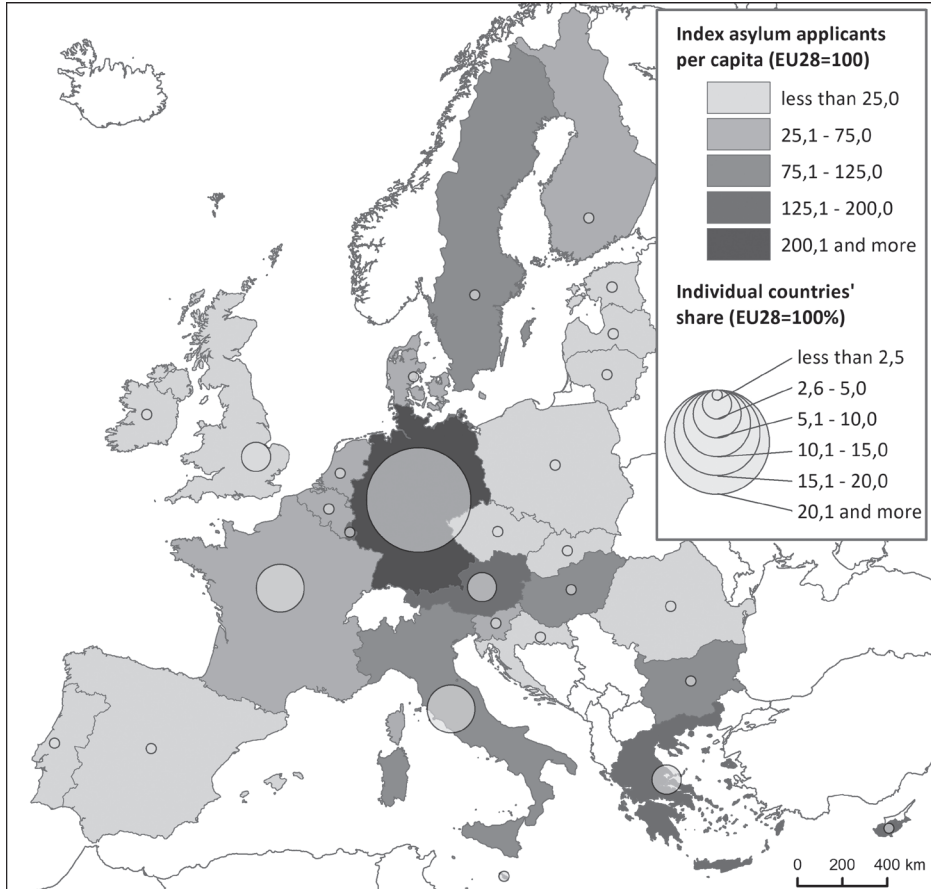 Index asylum applicants
per capita (EU28=100)
less than 25,0
25,1 - 75,0
75,1 - 125,0
125,1 - 200,0
200,1 and more
Individual countries'
share (EU28=100%)
less than 2,5
2,6 - 5,0
5,1 - 10,0
10,1 - 15,0
15,1 - 20,0
20,1 and more
0 200 400 km